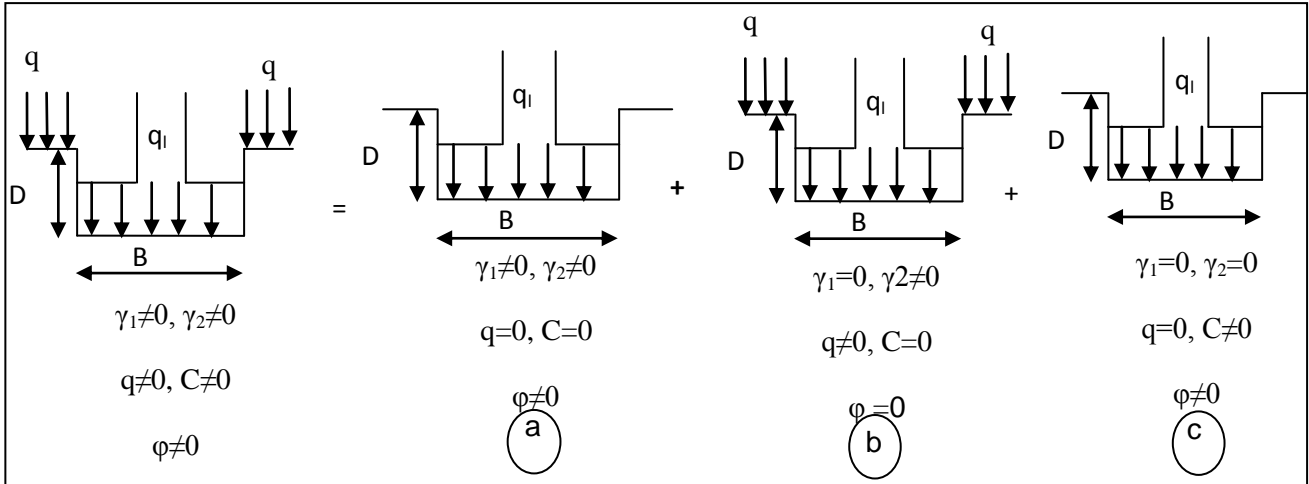 q
q
q
q
qₗ
qₗ
qₗ
qₗ
D
D
D
D
=
+
+
B
B
B
B
γ₁≠0, γ₂≠0
q≠0, C≠0
φ≠0
γ₁≠0, γ₂≠0
q=0, C=0
φ≠0
a
γ₁=0, γ2≠0
q≠0, C=0
φ =0
b
γ₁=0, γ₂=0
q=0, C≠0
φ≠0
c